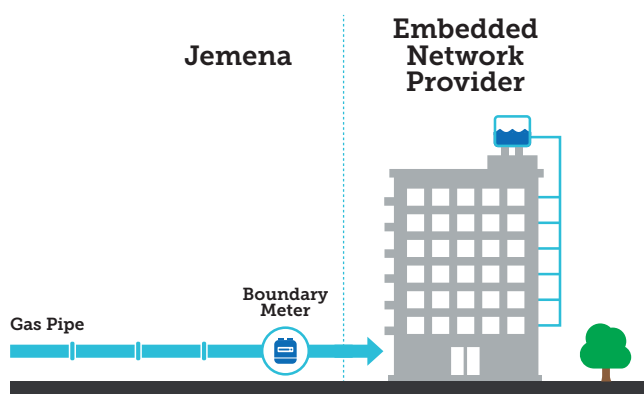 Jemena
Embedded
Network
Provider
Boundary
Meter
Gas Pipe